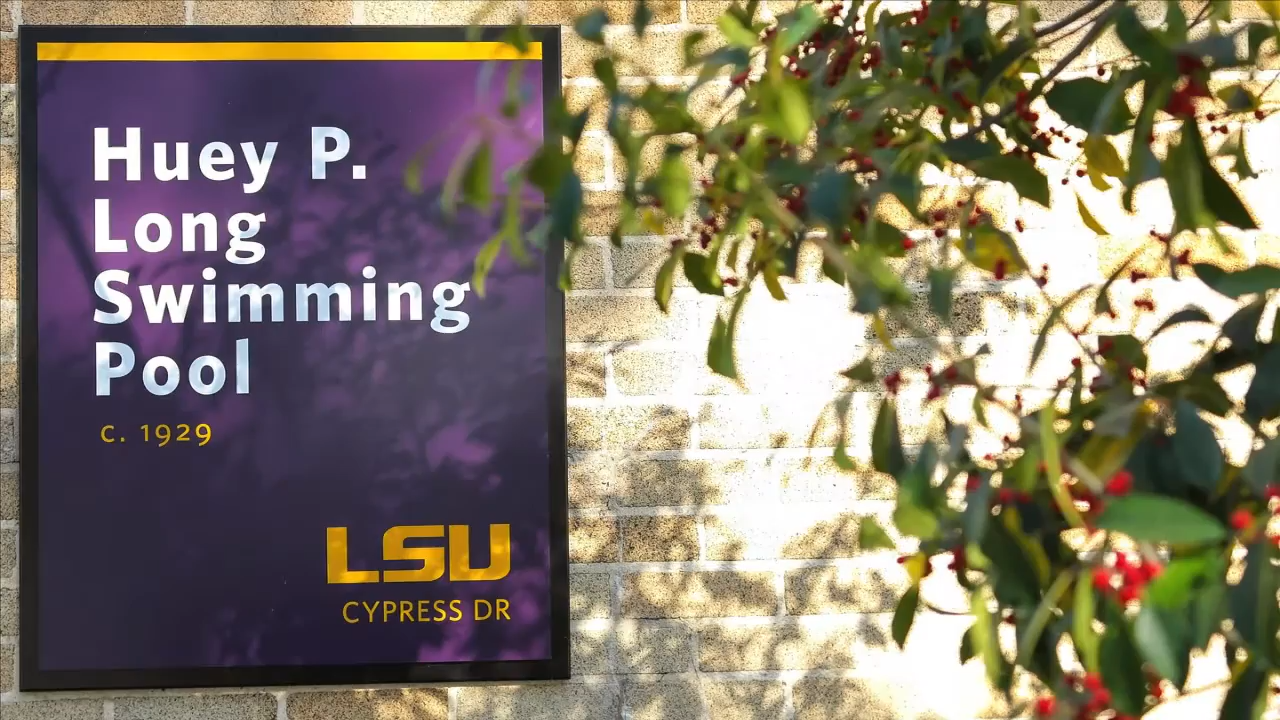 Huey P.
Long
Swimming
Pool
c. 1929
LSU
CYPRESS DR